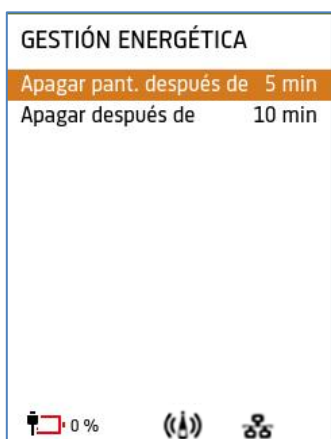 GESTIÓN ENERGÉTICA
Apagar pant. después de 5 min
Apagar después de 10 min
0 %